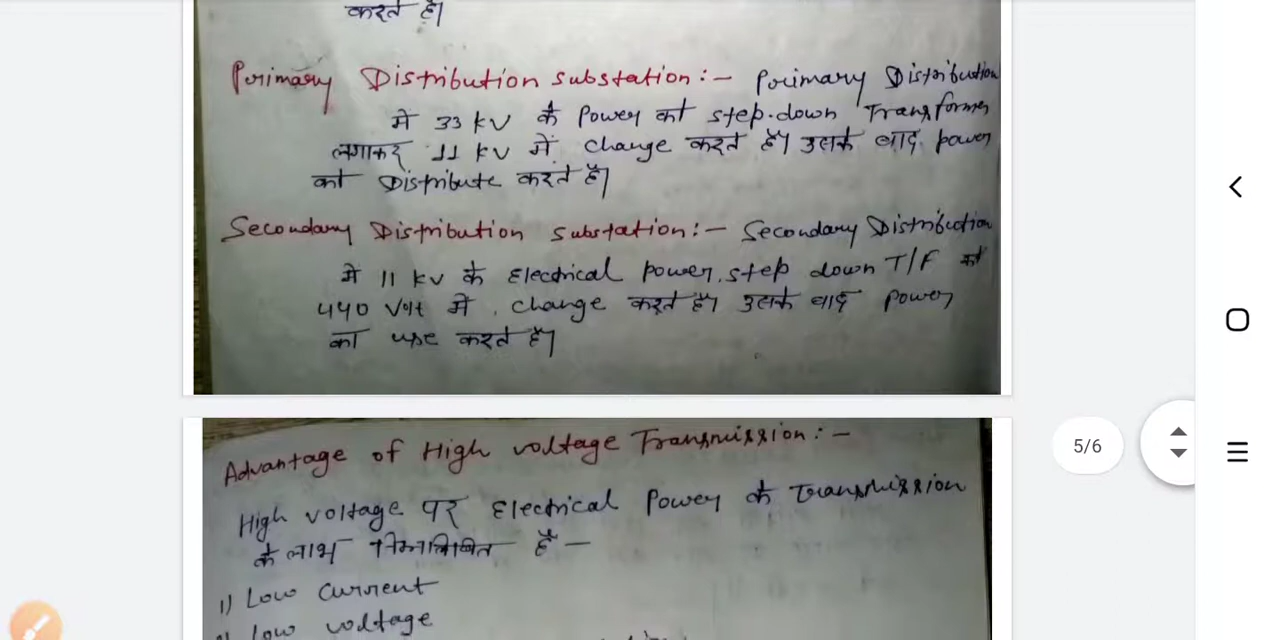 करते है।
Primary Distribution substation:- Primary Distribution
मे 33 KV के Power को step-down Transformer
लगाकर 11 KV में change करते है। उसके बाद power
को Distribute करते है।
Secondary Distribution substation:- Secondary Distribution
मे 11 KV के Electrical power step down T/F को
440 Volt मे change करते है। उसके बाद Power
का use करते है।
5/6
Advantage of High voltage Transmission:-
High voltage पर Electrical Power के Transmission
के लाभ निम्नलिखित है -
1) Low Current
Low voltage